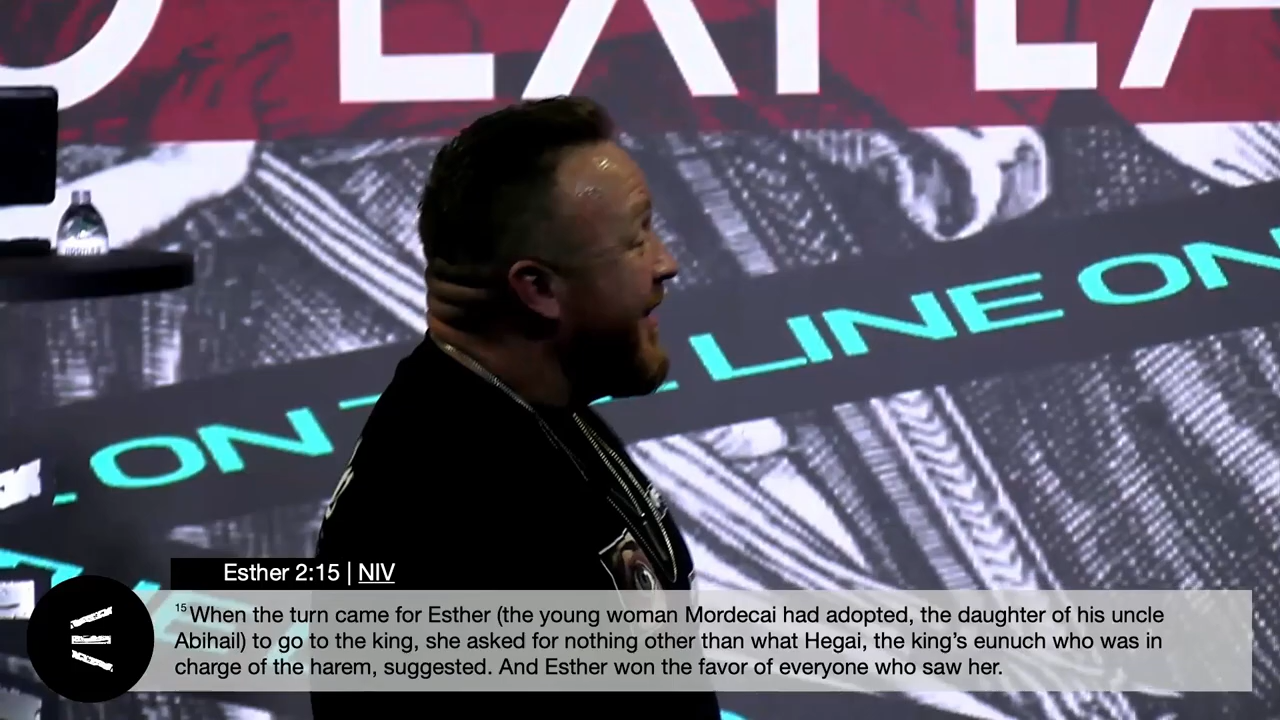 LINE ON
ON
Esther 2:15 | NIV
15 When the turn came for Esther (the young woman Mordecai had adopted, the daughter of his uncle
Abihail) to go to the king, she asked for nothing other than what Hegai, the king’s eunuch who was in
charge of the harem, suggested. And Esther won the favor of everyone who saw her.